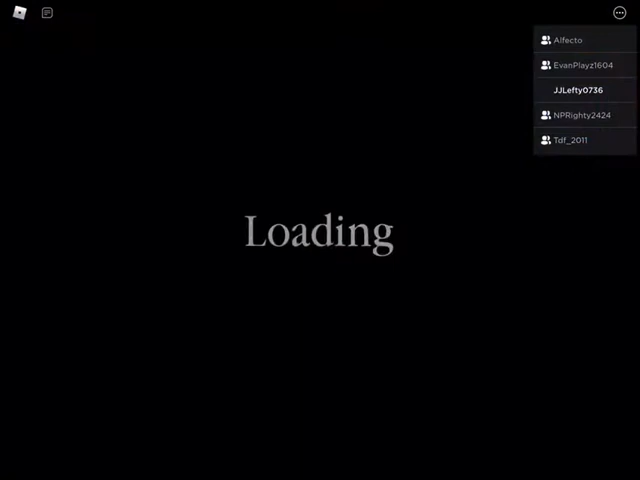 Alfecto
EvanPlayz1604
JJLefty0736
NPRighty2424
Tdf_2011
Loading